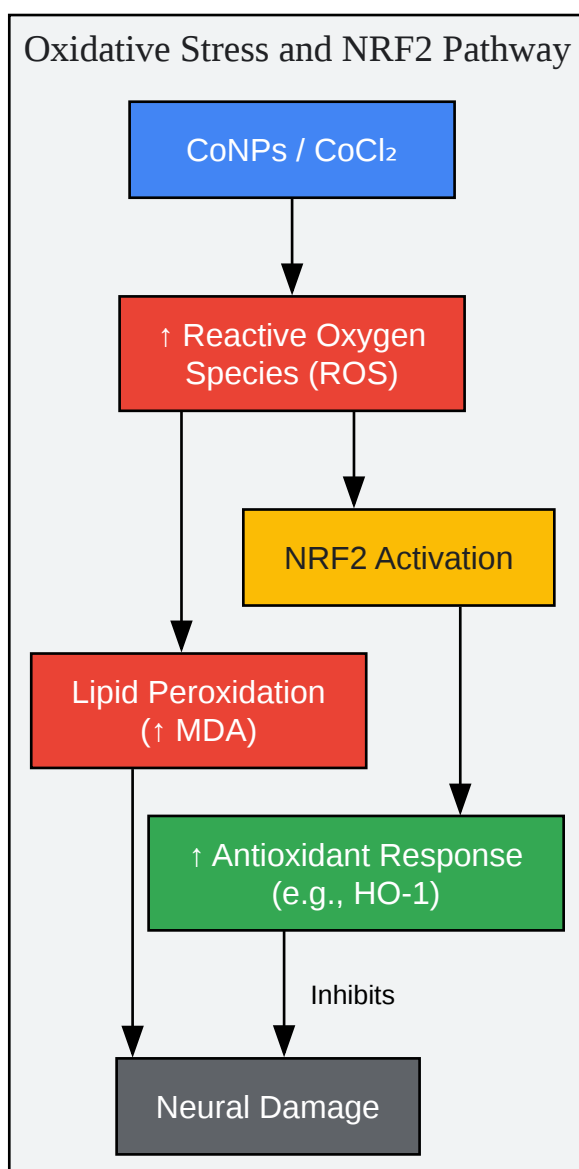 Oxidative Stress and NRF2 Pathway
CoNPs / CoCl₂
↑ Reactive Oxygen
Species (ROS)
NRF2 Activation
Lipid Peroxidation
(↑ MDA)
↑ Antioxidant Response
(e.g., HO-1)
Inhibits
Neural Damage